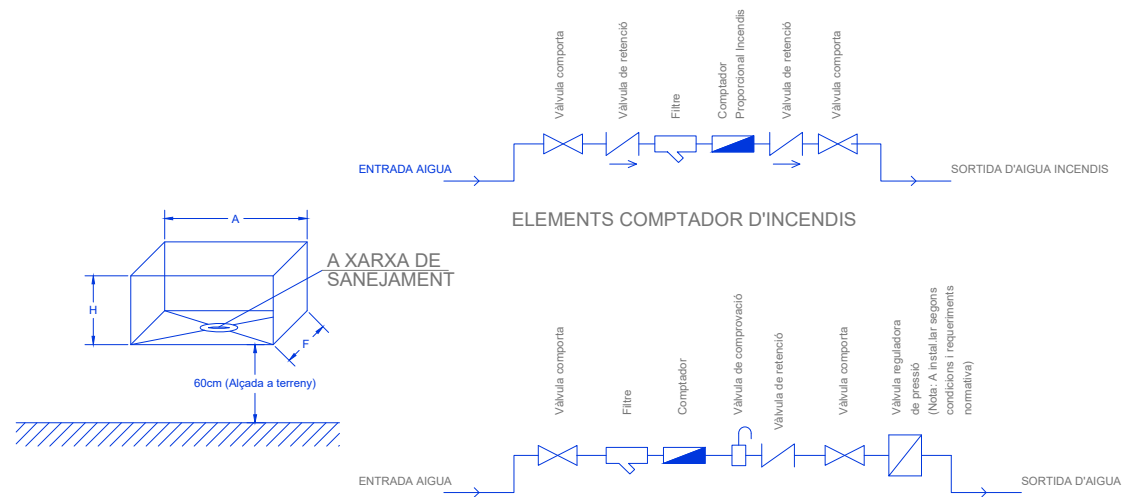 Vàlvula comporta
Vàlvula de retenció
Filtre
Comptador
Proporcional Incendis
Vàlvula de retenció
Vàlvula comporta
ENTRADA AIGUA
SORTIDA D'AIGUA INCENDIS
ELEMENTS COMPTADOR D'INCENDIS
A
A XARXA DE
SANEJAMENT
H
F
60cm (Alçada a terreny)
Vàlvula comporta
Filtre
Comptador
Vàlvula de comprovació
Vàlvula de retenció
Vàlvula comporta
Vàlvula reguladora
de pressió
(Nota: A instal.lar segons
condicions i requeriments
normativa)
ENTRADA AIGUA
SORTIDA D'AIGUA